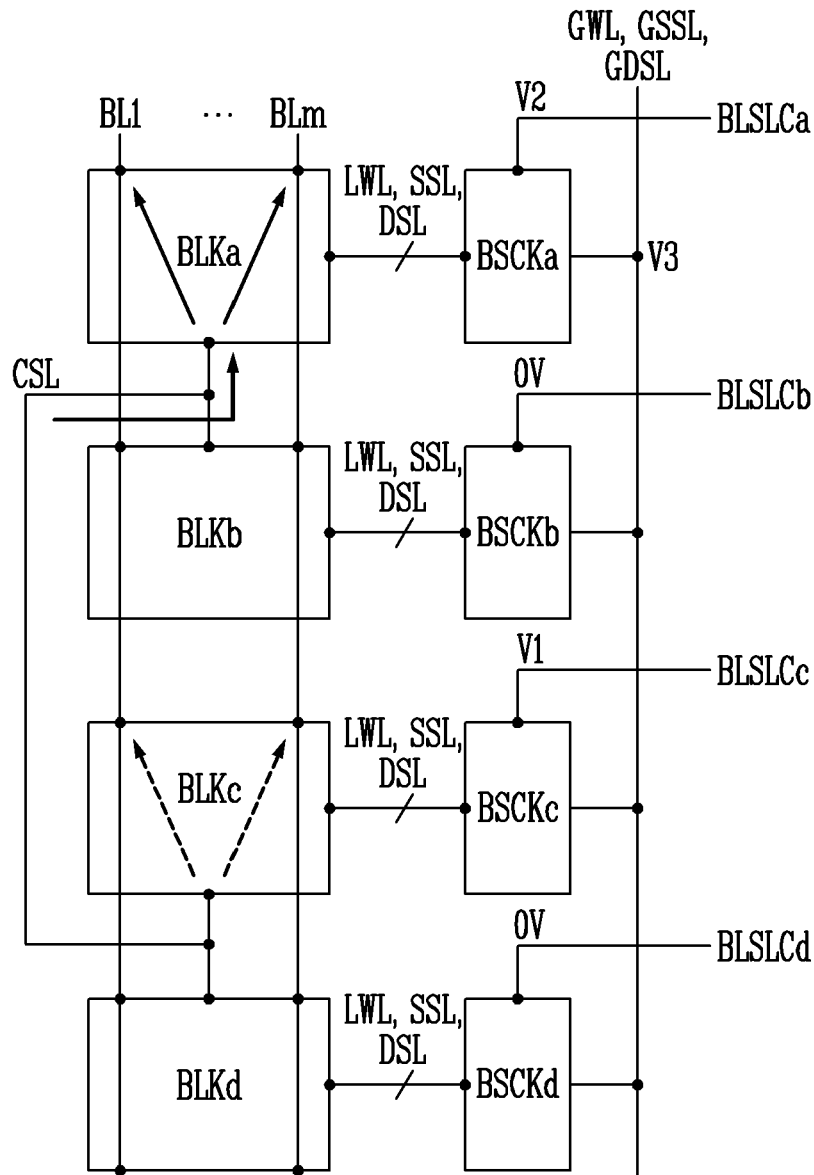 GWL, GSSL,
GDSL
BL1 ... BLm
V2
BLSLCa
LWL, SSL,
DSL
BLKa
BSCKa
V3
CSL
0V
BLSLCb
LWL, SSL,
DSL
BLKb
BSCKb
V1
BLSLCc
LWL, SSL,
DSL
BLKc
BSCKc
0V
BLSLCd
LWL, SSL,
DSL
BLKd
BSCKd